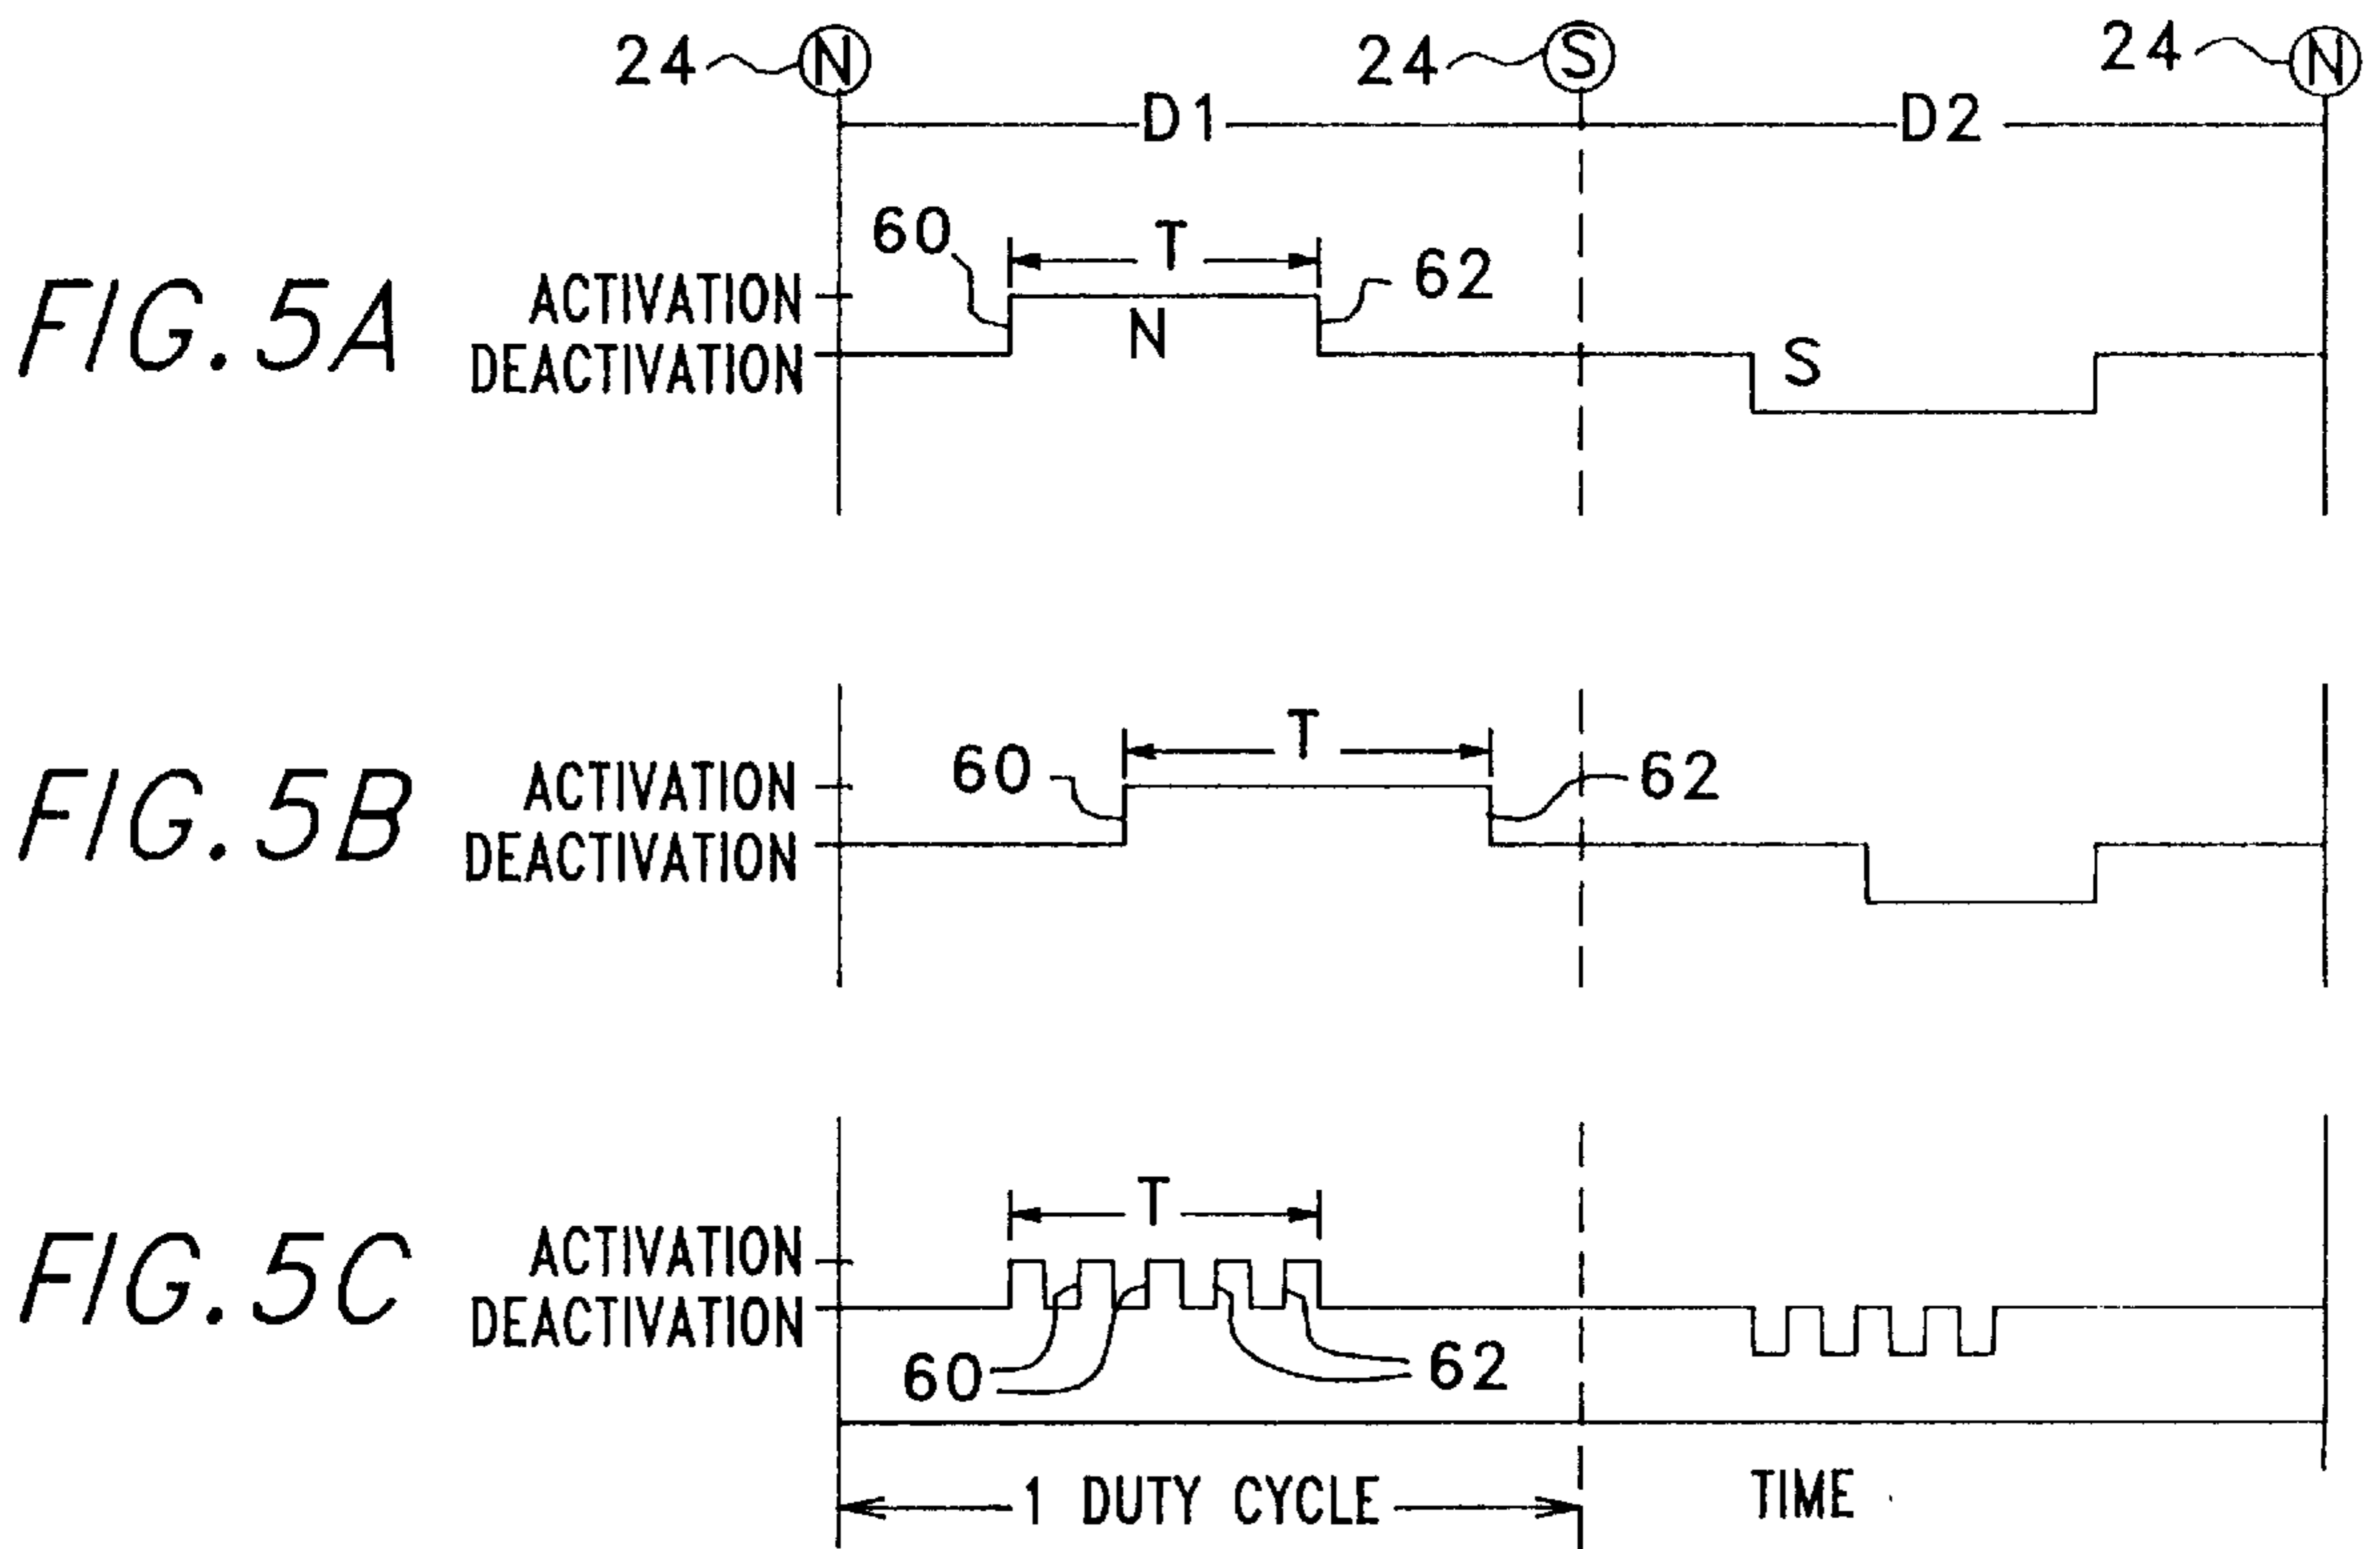 24 N 24 S 24 N
D1 D2
60 T 62
FIG.5A ACTIVATION N
DEACTIVATION S
60 T 62
FIG.5B ACTIVATION
DEACTIVATION
T
FIG.5C ACTIVATION
DEACTIVATION
60 62
1 DUTY CYCLE TIME